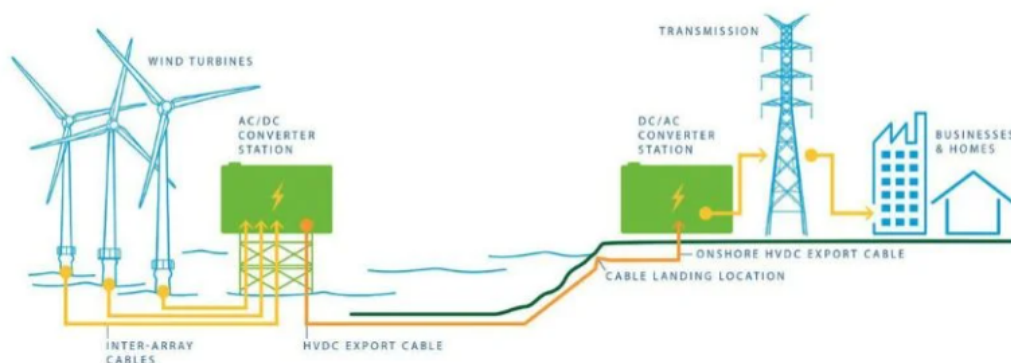 WIND TURBINES
AC/DC
CONVERTER
STATION
INTER-ARRAY
CABLES
HVDC EXPORT CABLE
CABLE LANDING LOCATION
ONSHORE HVDC EXPORT CABLE
DC/AC
CONVERTER
STATION
TRANSMISSION
BUSINESSES
& HOMES